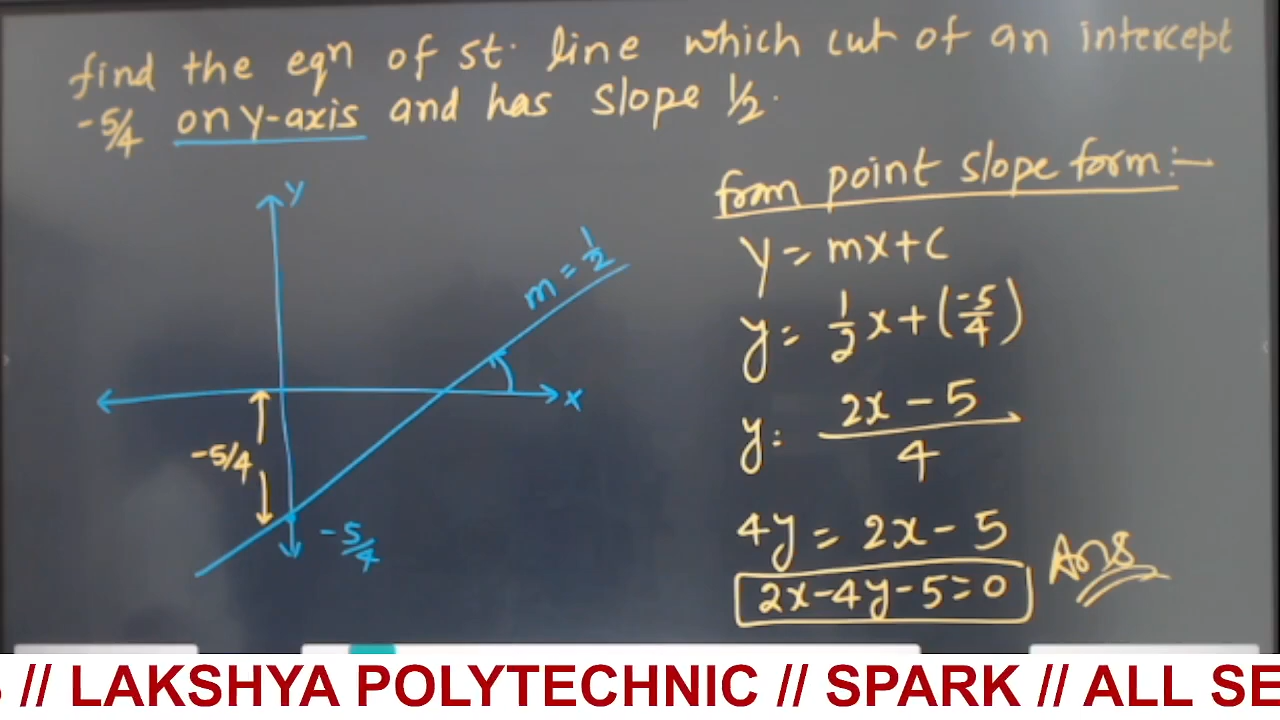 find the eqn of st. line which cut of an intercept
-5/4 on y-axis and has slope 1/2.
from point slope form:-
Y
m = 1/2
y = mx+c
y = 1/2 x + (-5/4)
x
2x - 5
y = ———
4
-5/4
-5/4
4y = 2x - 5
2x-4y-5=0 Ans
// LAKSHYA POLYTECHNIC // SPARK // ALL SE